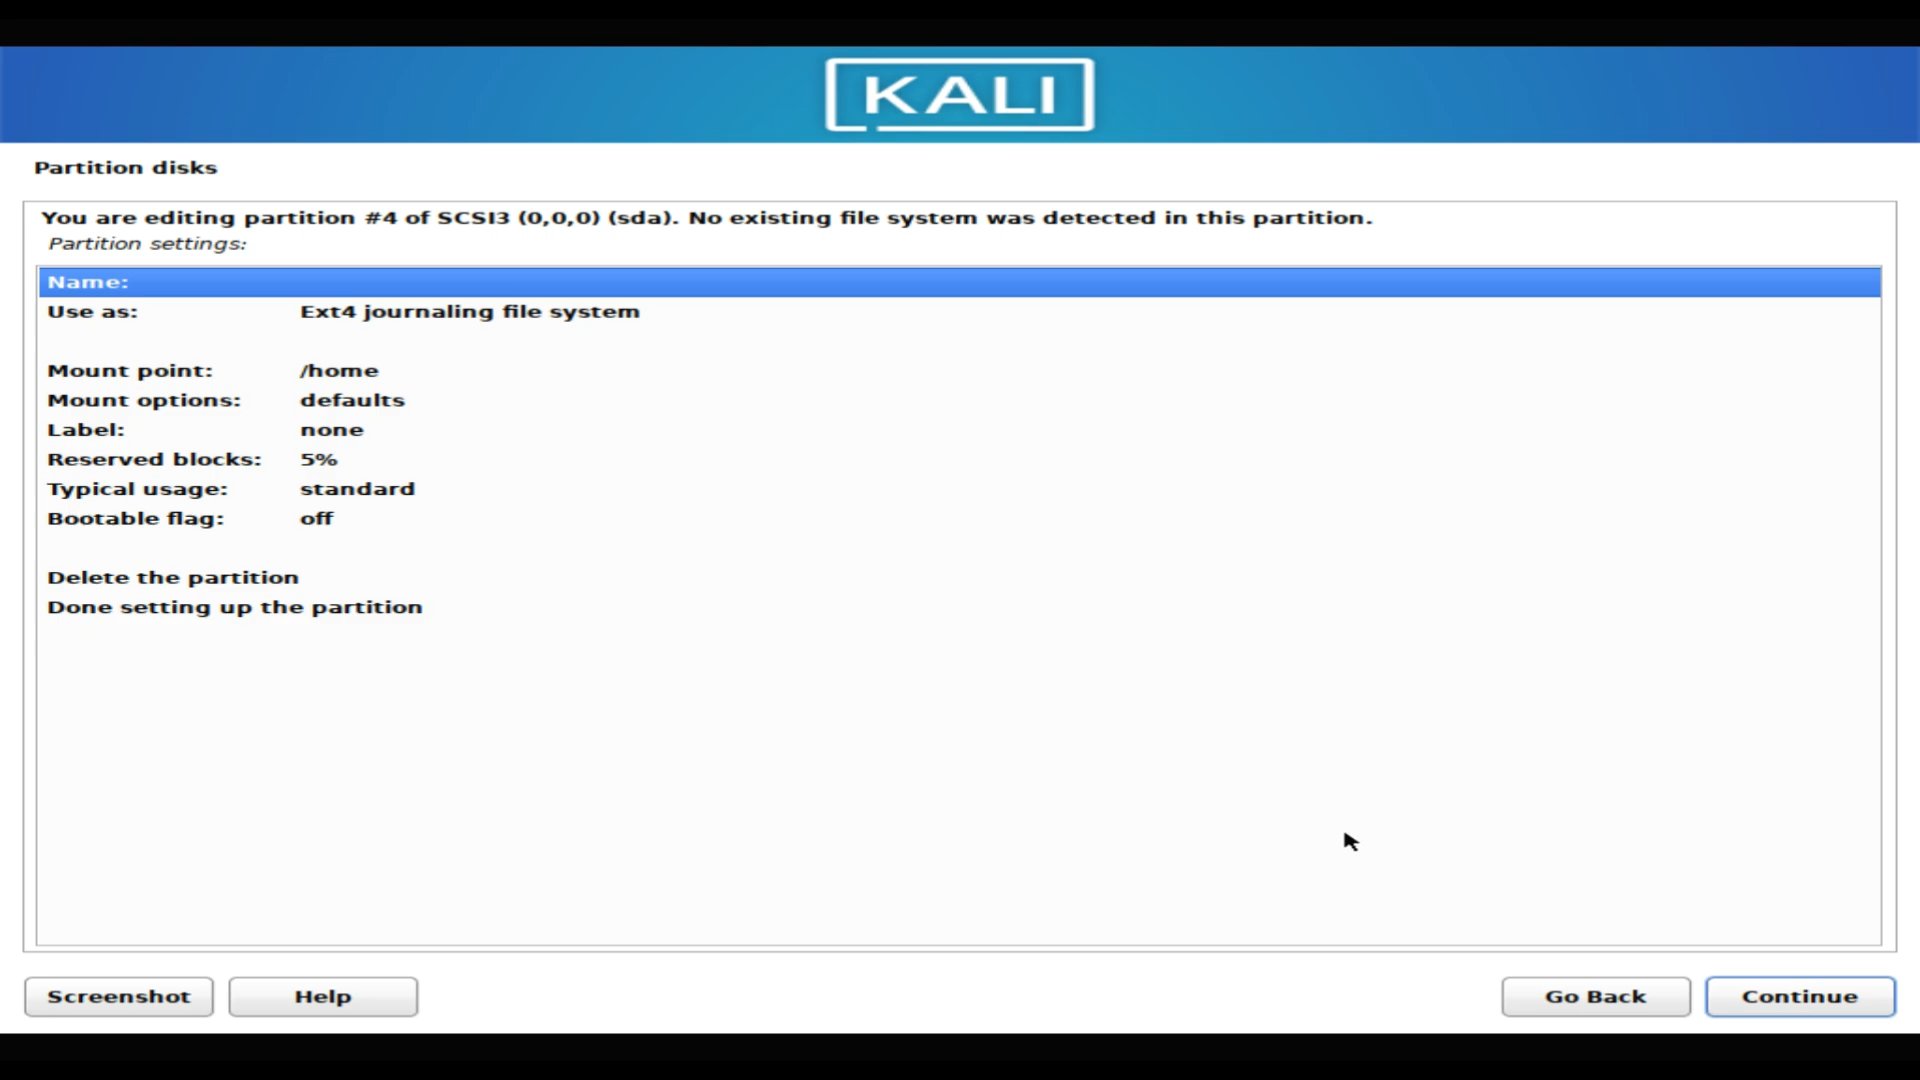 KALI
Partition disks
You are editing partition #4 of SCSI3 (0,0,0) (sda). No existing file system was detected in this partition.
Partition settings:
Name:
Use as: Ext4 journaling file system
Mount point: /home
Mount options: defaults
Label: none
Reserved blocks: 5%
Typical usage: standard
Bootable flag: off
Delete the partition
Done setting up the partition
Screenshot Help Go Back Continue